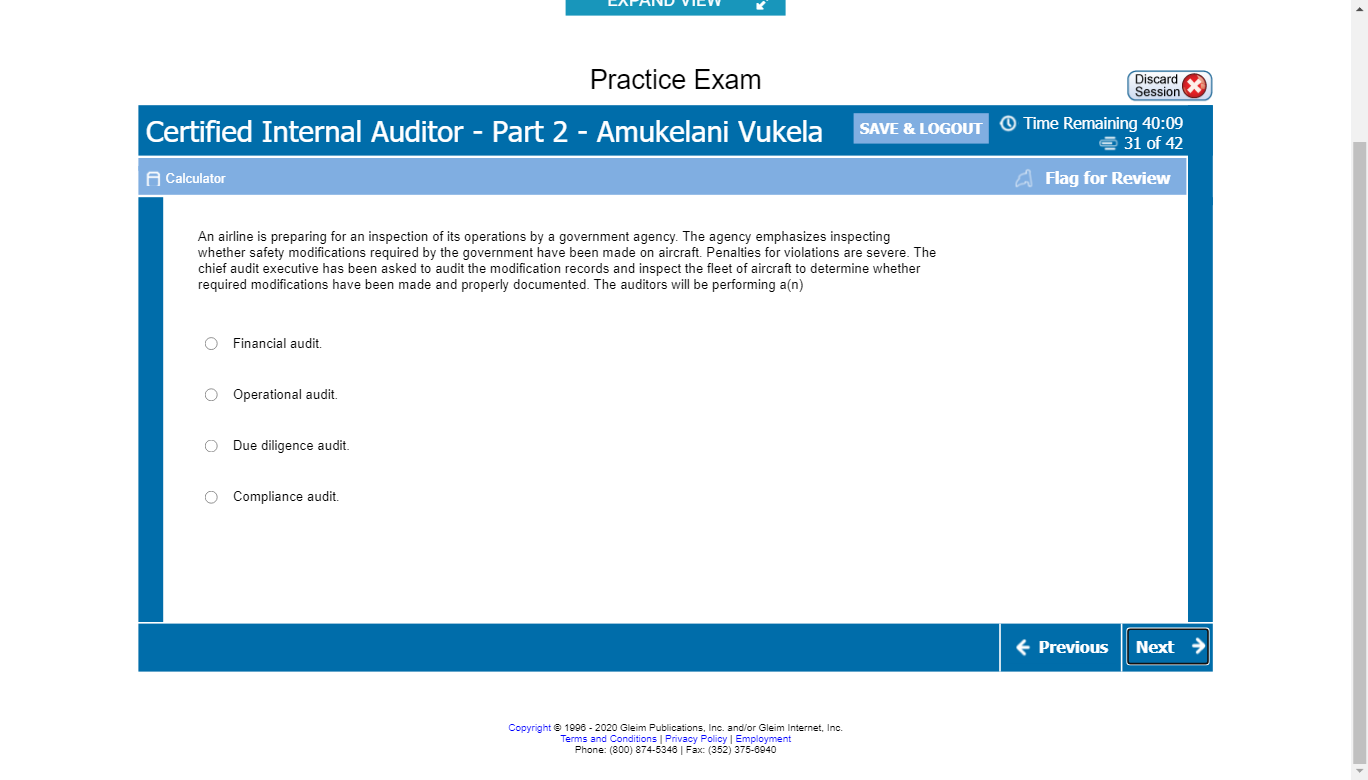 EXPAND VIEW
Practice Exam
Discard
Session
Certified Internal Auditor - Part 2 - Amukelani Vukela
SAVE & LOGOUT
Time Remaining 40:09
31 of 42
Calculator
Flag for Review
An airline is preparing for an inspection of its operations by a government agency. The agency emphasizes inspecting
whether safety modifications required by the government have been made on aircraft. Penalties for violations are severe. The
chief audit executive has been asked to audit the modification records and inspect the fleet of aircraft to determine whether
required modifications have been made and properly documented. The auditors will be performing a(n)
Financial audit.
Operational audit.
Due diligence audit.
Compliance audit.
Previous
Next
Copyright © 1996 - 2020 Gleim Publications, Inc. and/or Gleim Internet, Inc.
Terms and Conditions | Privacy Policy | Employment
Phone: (800) 874-5346 | Fax: (352) 375-6940